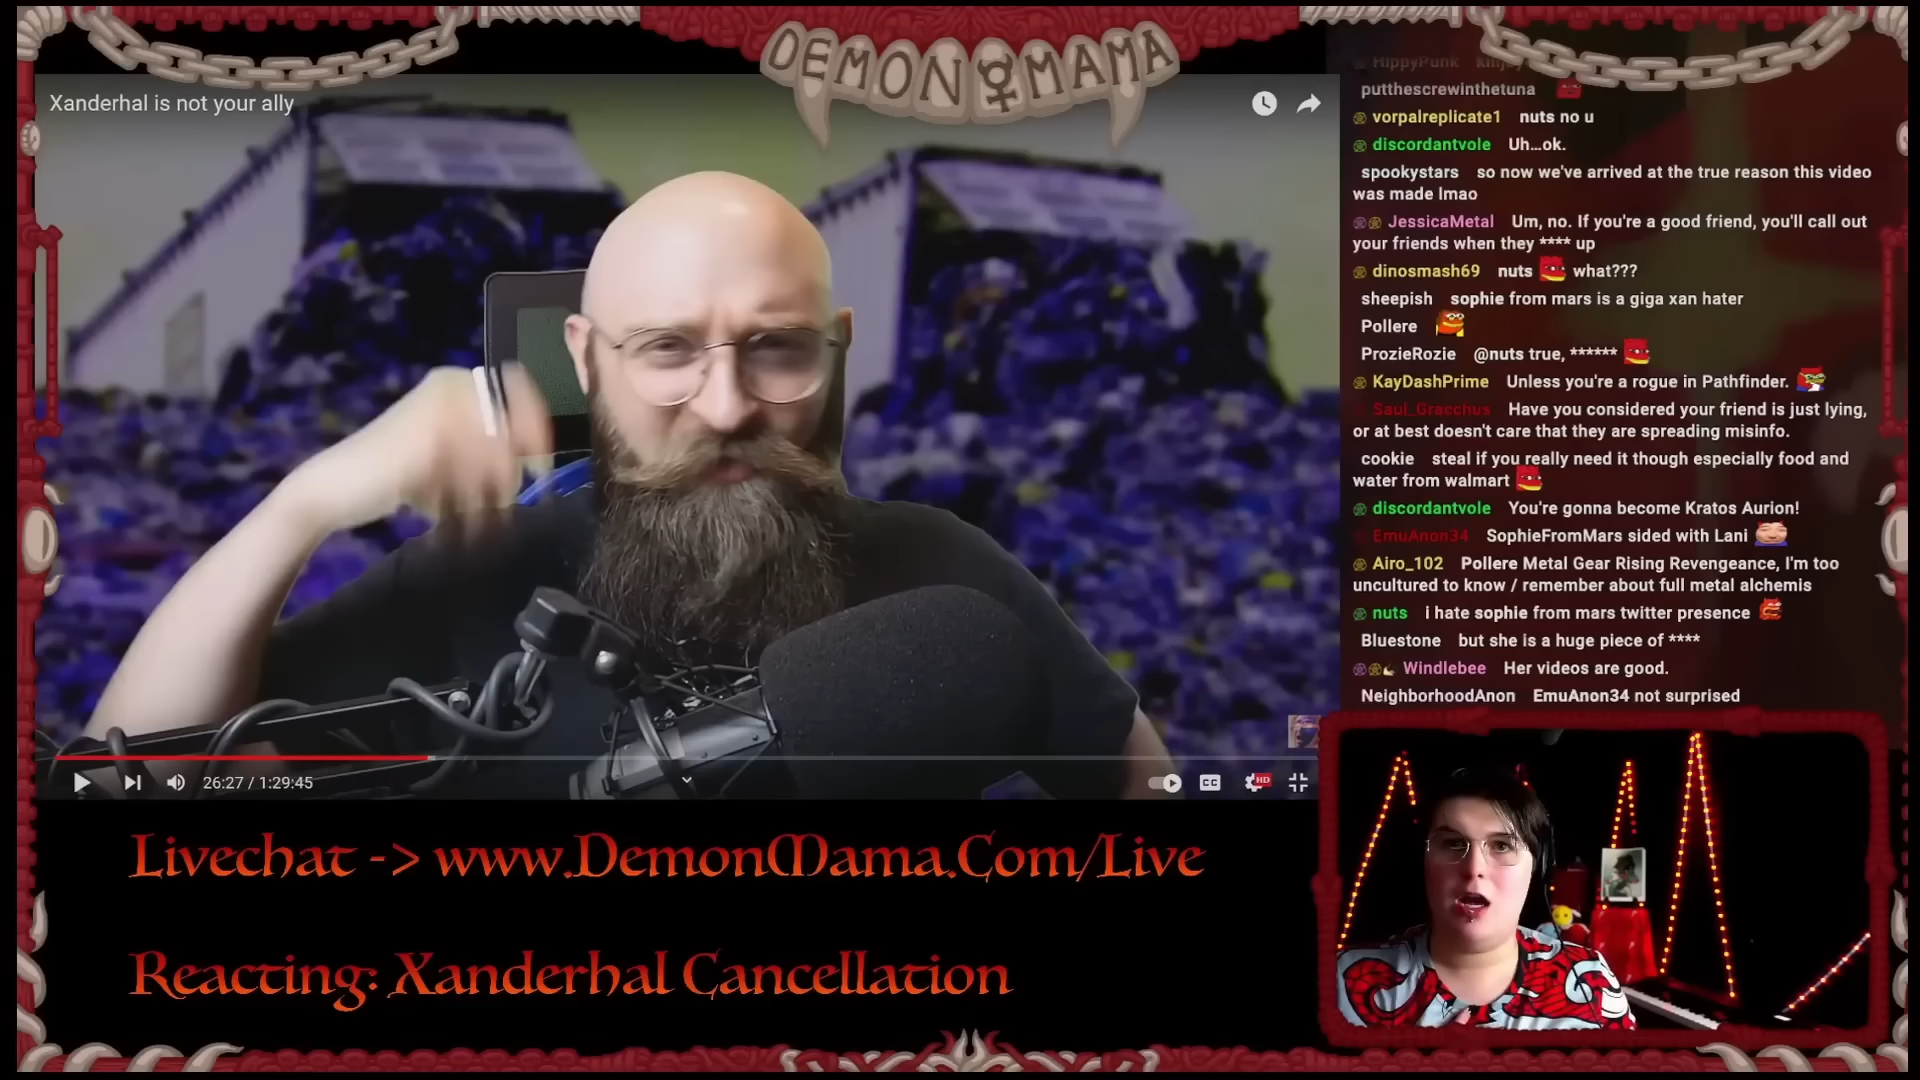 DEMON MAMA
Xanderhal is not your ally
HippyPunk
putthescrewinthetuna
vorpalreplicate1 nuts no u
discordantvole Uh...ok.
spookystars so now we've arrived at the true reason this video
was made lmao
JessicaMetal Um, no. If you're a good friend, you'll call out
your friends when they **** up
dinosmash69 nuts what???
sheepish sophie from mars is a giga xan hater
Pollere
ProzieRozie @nuts true, ******
KayDashPrime Unless you're a rogue in Pathfinder.
Saul_Gracchus Have you considered your friend is just lying,
or at best doesn't care that they are spreading misinfo.
cookie steal if you really need it though especially food and
water from walmart
discordantvole You're gonna become Kratos Aurion!
EmuAnon34 SophieFromMars sided with Lani
Airo_102 Pollere Metal Gear Rising Revengeance, I'm too
uncultured to know / remember about full metal alchemis
nuts i hate sophie from mars twitter presence
Bluestone but she is a huge piece of ****
Windlebee Her videos are good.
NeighborhoodAnon EmuAnon34 not surprised
26:27 / 1:29:45
CC
HD
Livechat -> www.DemonMama.Com/Live
Reacting: Xanderhal Cancellation